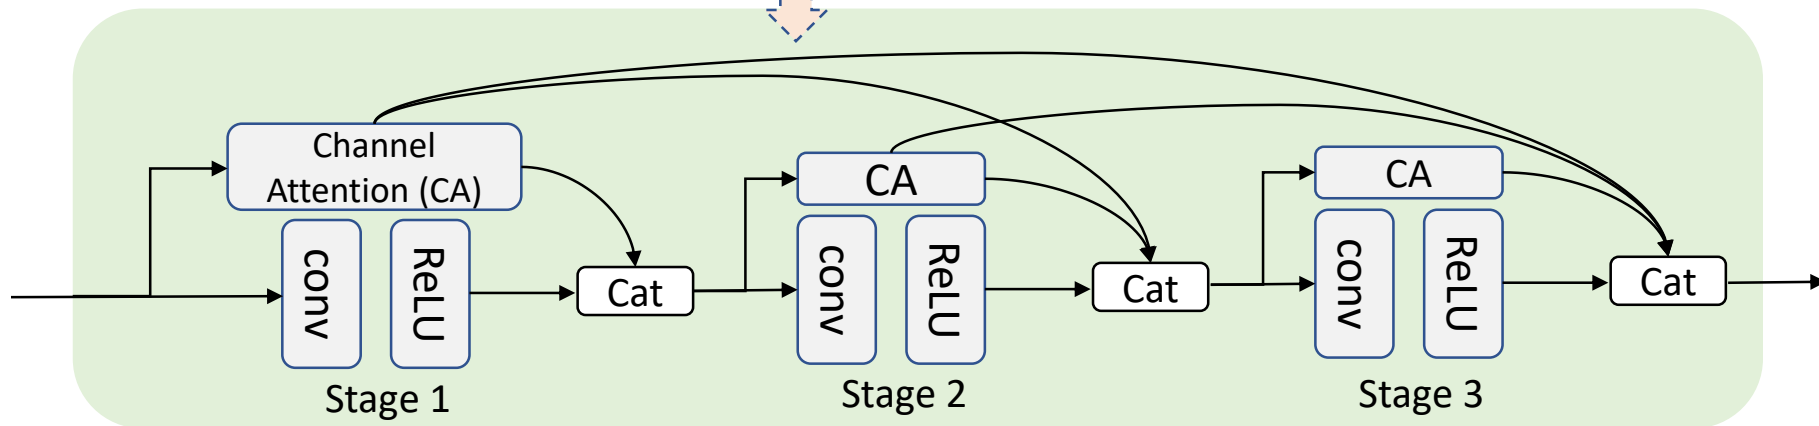 Channel
Attention (CA)
conv
ReLU
Cat
Stage 1
CA
conv
ReLU
Cat
Stage 2
CA
conv
ReLU
Cat
Stage 3